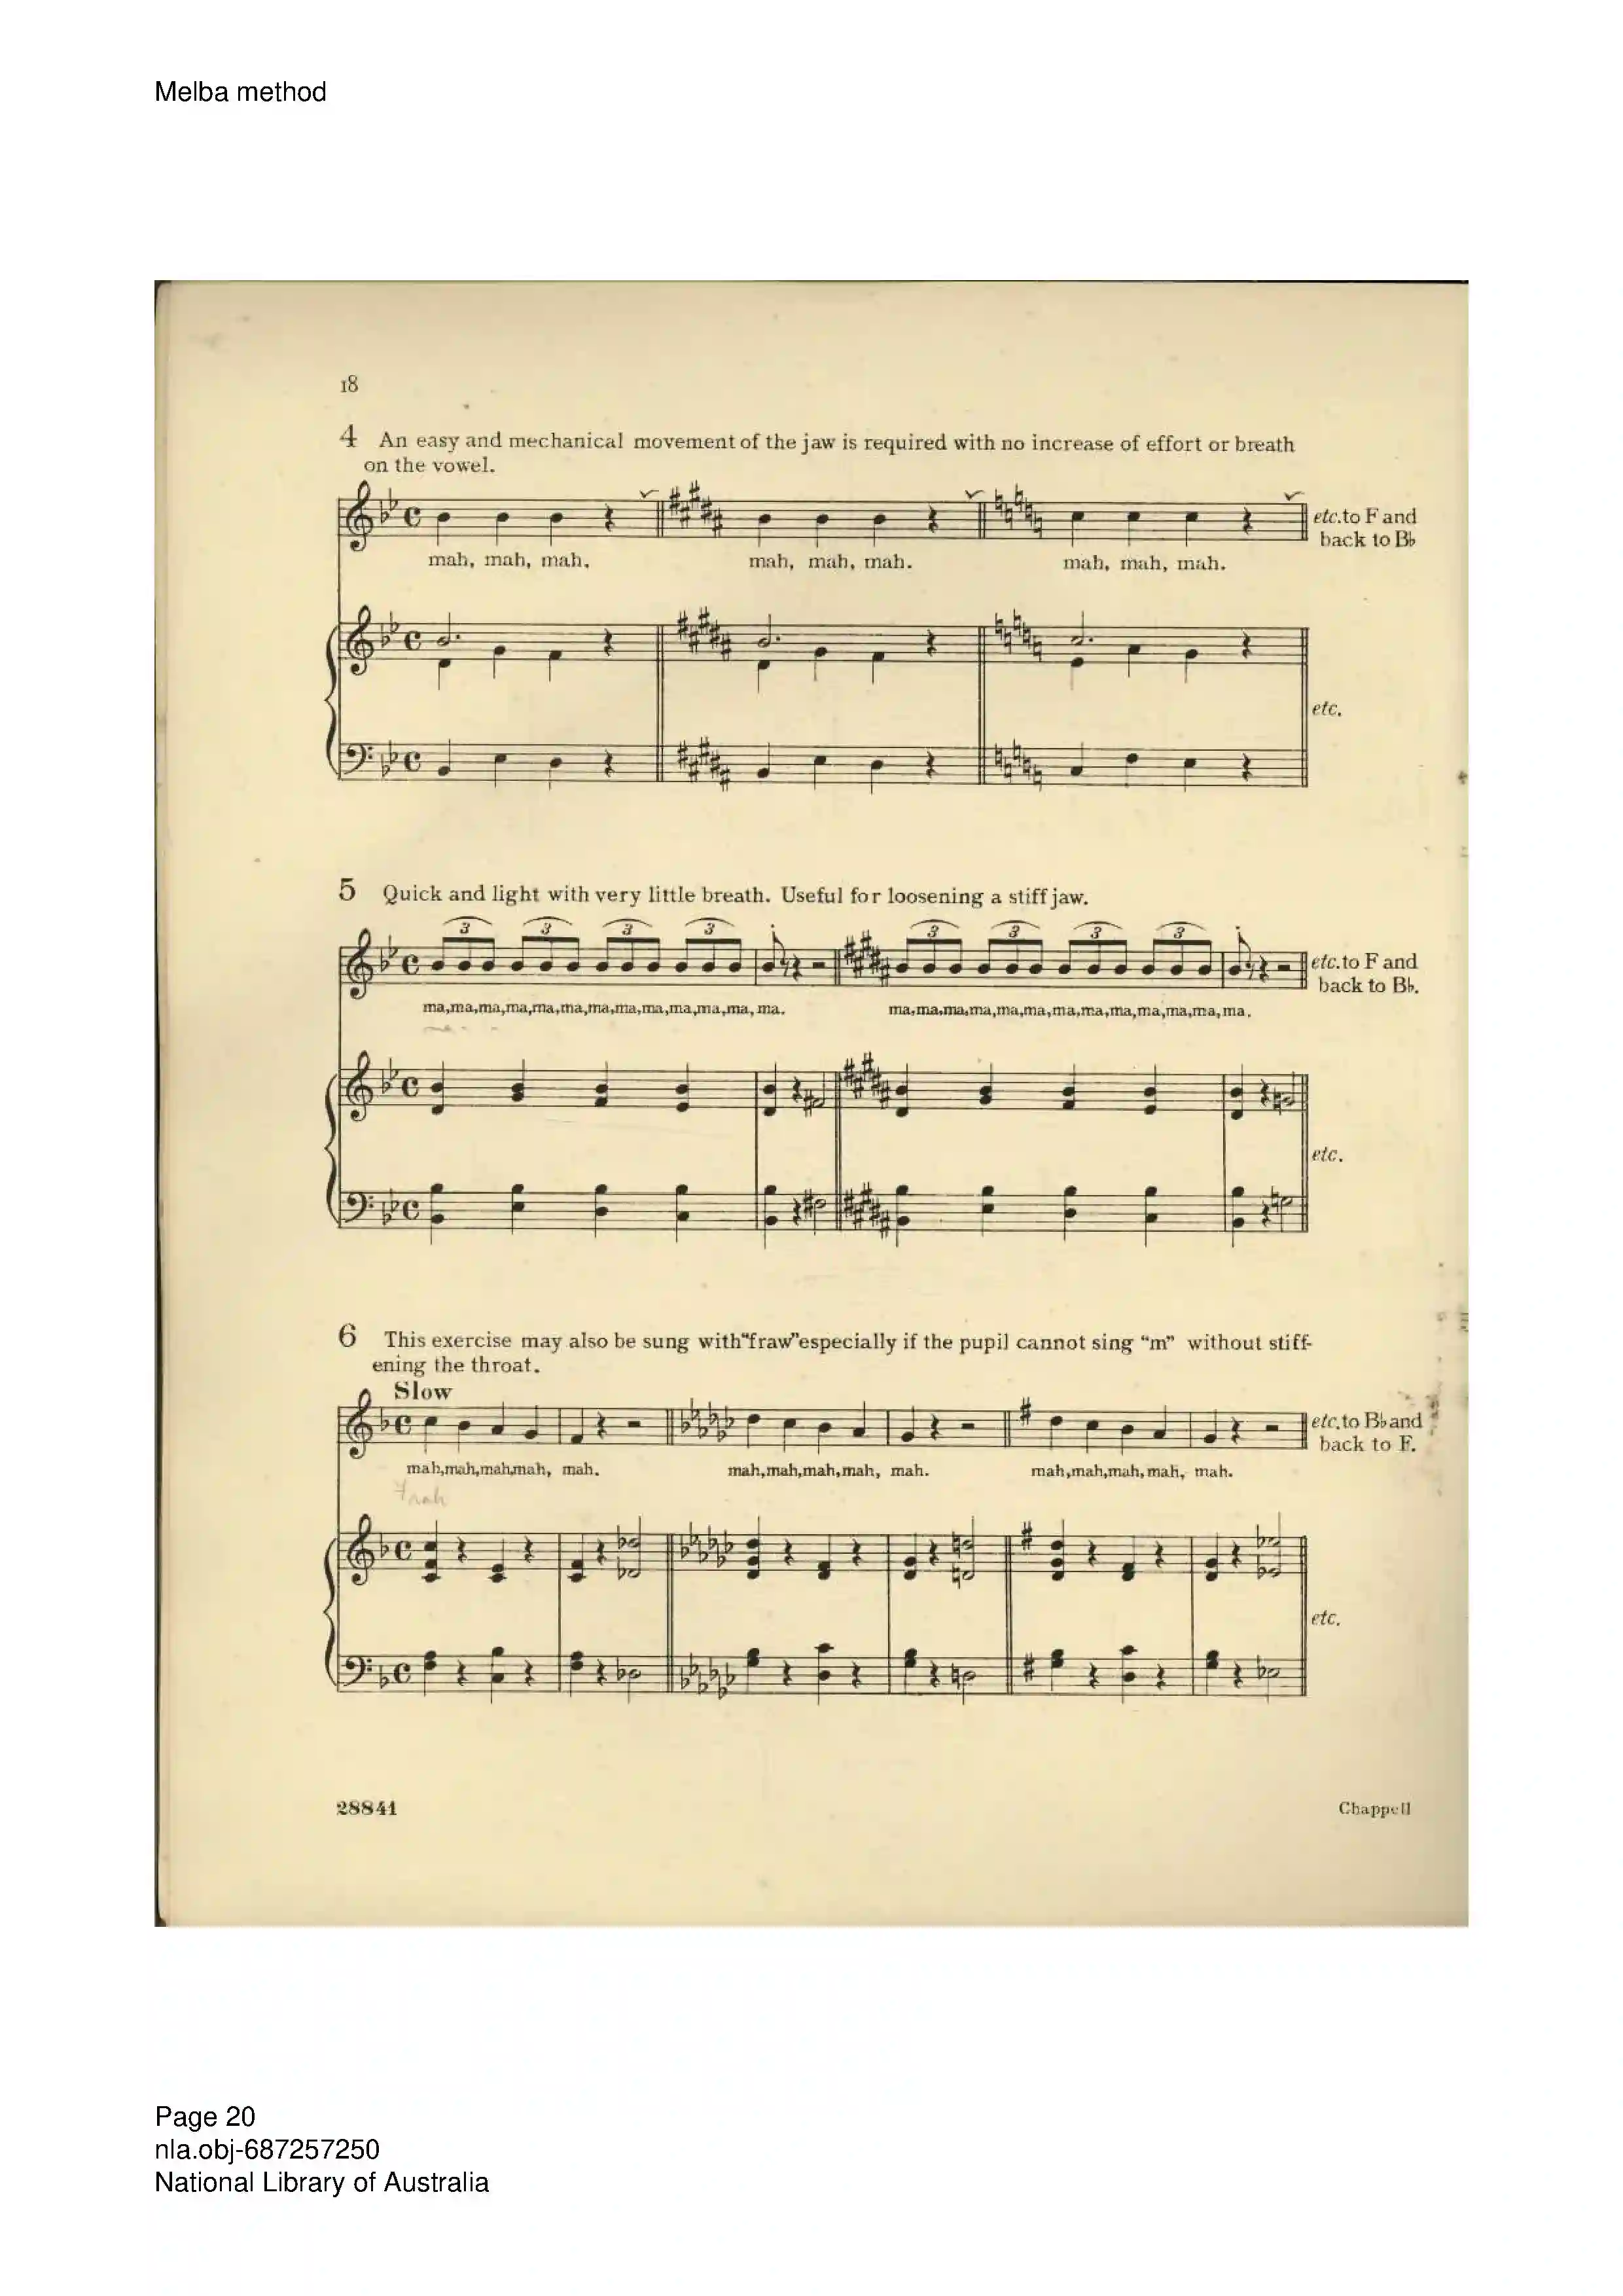 Melba method
18
4 An easy and mechanical movement of the jaw is required with no increase of effort or breath
on the vowel.
etc. to F and
back to B♭
mah, mah, mah. mah, mah, mah. mah, mah, mah.
etc.
5 Quick and light with very little breath. Useful for loosening a stiff jaw.
3 3 3 3 3 3 3 3
etc. to F and
back to B♭.
ma,ma,ma,ma,ma,ma,ma,ma,ma,ma,ma,ma, ma. ma,ma,ma,ma,ma,ma,ma,ma,ma,ma,ma,ma, ma.
etc.
6 This exercise may also be sung with "fraw" especially if the pupil cannot sing "m" without stiff-
ening the throat.
Slow
etc. to B♭ and
back to F.
mah,mah,mah,mah, mah. mah,mah,mah,mah, mah. mah,mah,mah,mah, mah.
frah
etc.
28841 Chappell
Page 20
nla.obj-687257250
National Library of Australia